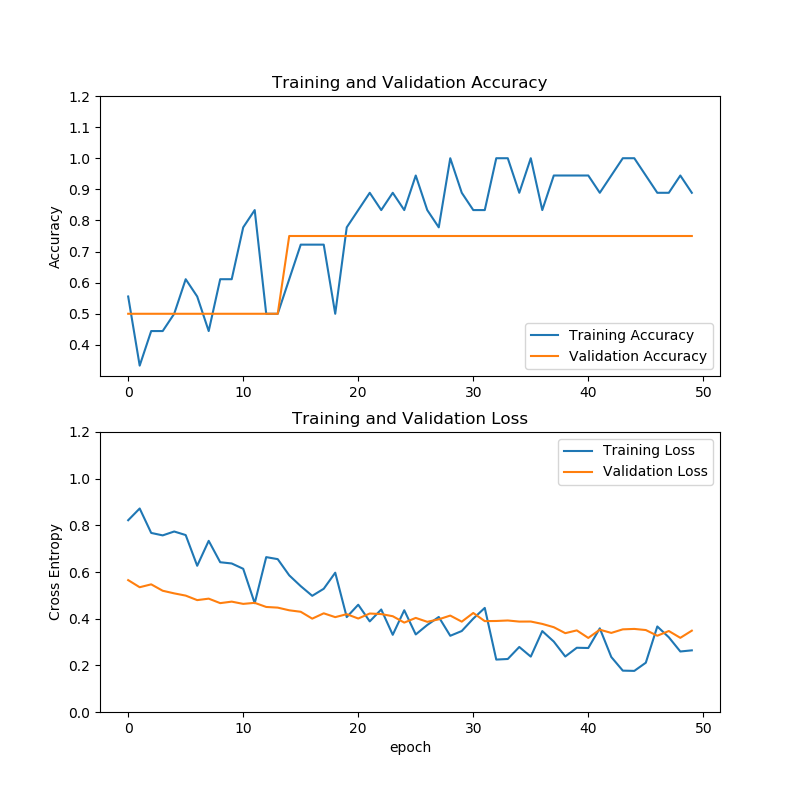 Training and Validation Accuracy
1.2
1.1
1.0
0.9
0.8
0.7
0.6
0.5
0.4
Accuracy
Training Accuracy
Validation Accuracy
0 10 20 30 40 50
Training and Validation Loss
1.2
1.0
0.8
0.6
0.4
0.2
0.0
Cross Entropy
Training Loss
Validation Loss
0 10 20 30 40 50
epoch